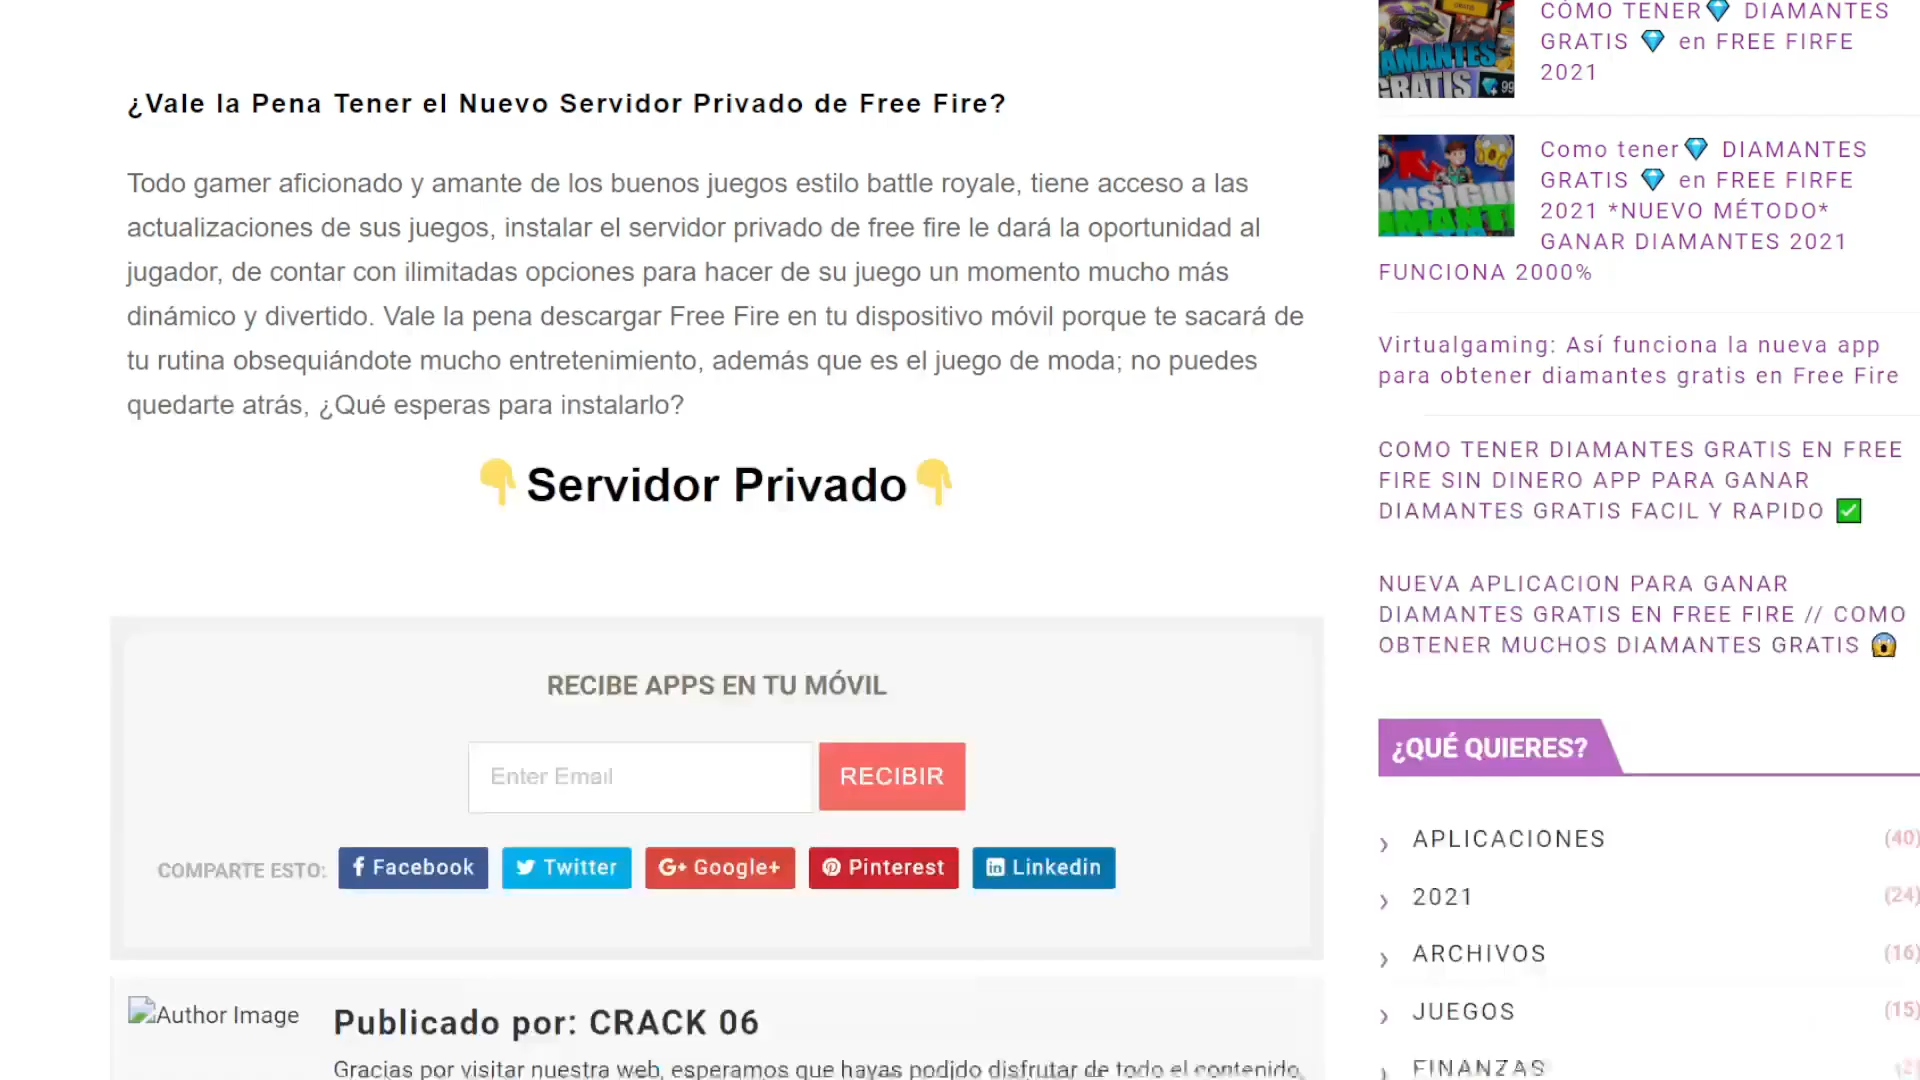 ¿Vale la Pena Tener el Nuevo Servidor Privado de Free Fire?
Todo gamer aficionado y amante de los buenos juegos estilo battle royale, tiene acceso a las
actualizaciones de sus juegos, instalar el servidor privado de free fire le dará la oportunidad al
jugador, de contar con ilimitadas opciones para hacer de su juego un momento mucho más
dinámico y divertido. Vale la pena descargar Free Fire en tu dispositivo móvil porque te sacará de
tu rutina obsequiándote mucho entretenimiento, además que es el juego de moda; no puedes
quedarte atrás, ¿Qué esperas para instalarlo?
👇Servidor Privado👇
RECIBE APPS EN TU MÓVIL
Enter Email
RECIBIR
COMPARTE ESTO: Facebook Twitter Google+ Pinterest Linkedin
Author Image
Publicado por: CRACK 06
Gracias por visitar nuestra web, esperamos que hayas podido disfrutar de todo el contenido.
AMANTES
GRATIS
CÓMO TENER💎 DIAMANTES
GRATIS 💎 en FREE FIRFE
2021
Como tener💎 DIAMANTES
GRATIS 💎 en FREE FIRFE
2021 *NUEVO MÉTODO*
GANAR DIAMANTES 2021
FUNCIONA 2000%
Virtualgaming: Así funciona la nueva app
para obtener diamantes gratis en Free Fire
COMO TENER DIAMANTES GRATIS EN FREE
FIRE SIN DINERO APP PARA GANAR
DIAMANTES GRATIS FACIL Y RAPIDO ✅
NUEVA APLICACION PARA GANAR
DIAMANTES GRATIS EN FREE FIRE // COMO
OBTENER MUCHOS DIAMANTES GRATIS 😱
¿QUÉ QUIERES?
APLICACIONES (40)
2021 (24)
ARCHIVOS (16)
JUEGOS (15)
FINANZAS